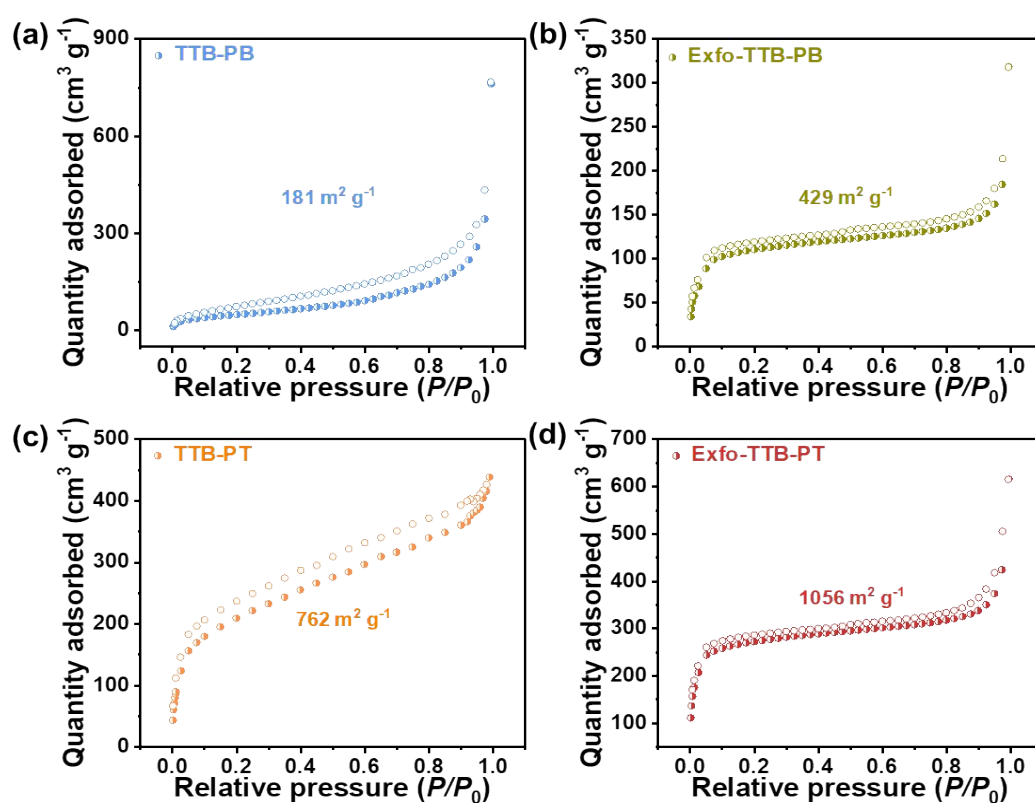 (a)
TTB-PB
181 m² g⁻¹
900
600
300
0
Quantity adsorbed (cm³ g⁻¹)
0.0 0.2 0.4 0.6 0.8 1.0
Relative pressure (P/P₀)
(b)
Exfo-TTB-PB
429 m² g⁻¹
350
300
250
200
150
100
50
0
Quantity adsorbed (cm³ g⁻¹)
0.0 0.2 0.4 0.6 0.8 1.0
Relative pressure (P/P₀)
(c)
TTB-PT
762 m² g⁻¹
500
400
300
200
100
0
Quantity adsorbed (cm³ g⁻¹)
0.0 0.2 0.4 0.6 0.8 1.0
Relative pressure (P/P₀)
(d)
Exfo-TTB-PT
1056 m² g⁻¹
700
600
500
400
300
200
100
Quantity adsorbed (cm³ g⁻¹)
0.0 0.2 0.4 0.6 0.8 1.0
Relative pressure (P/P₀)